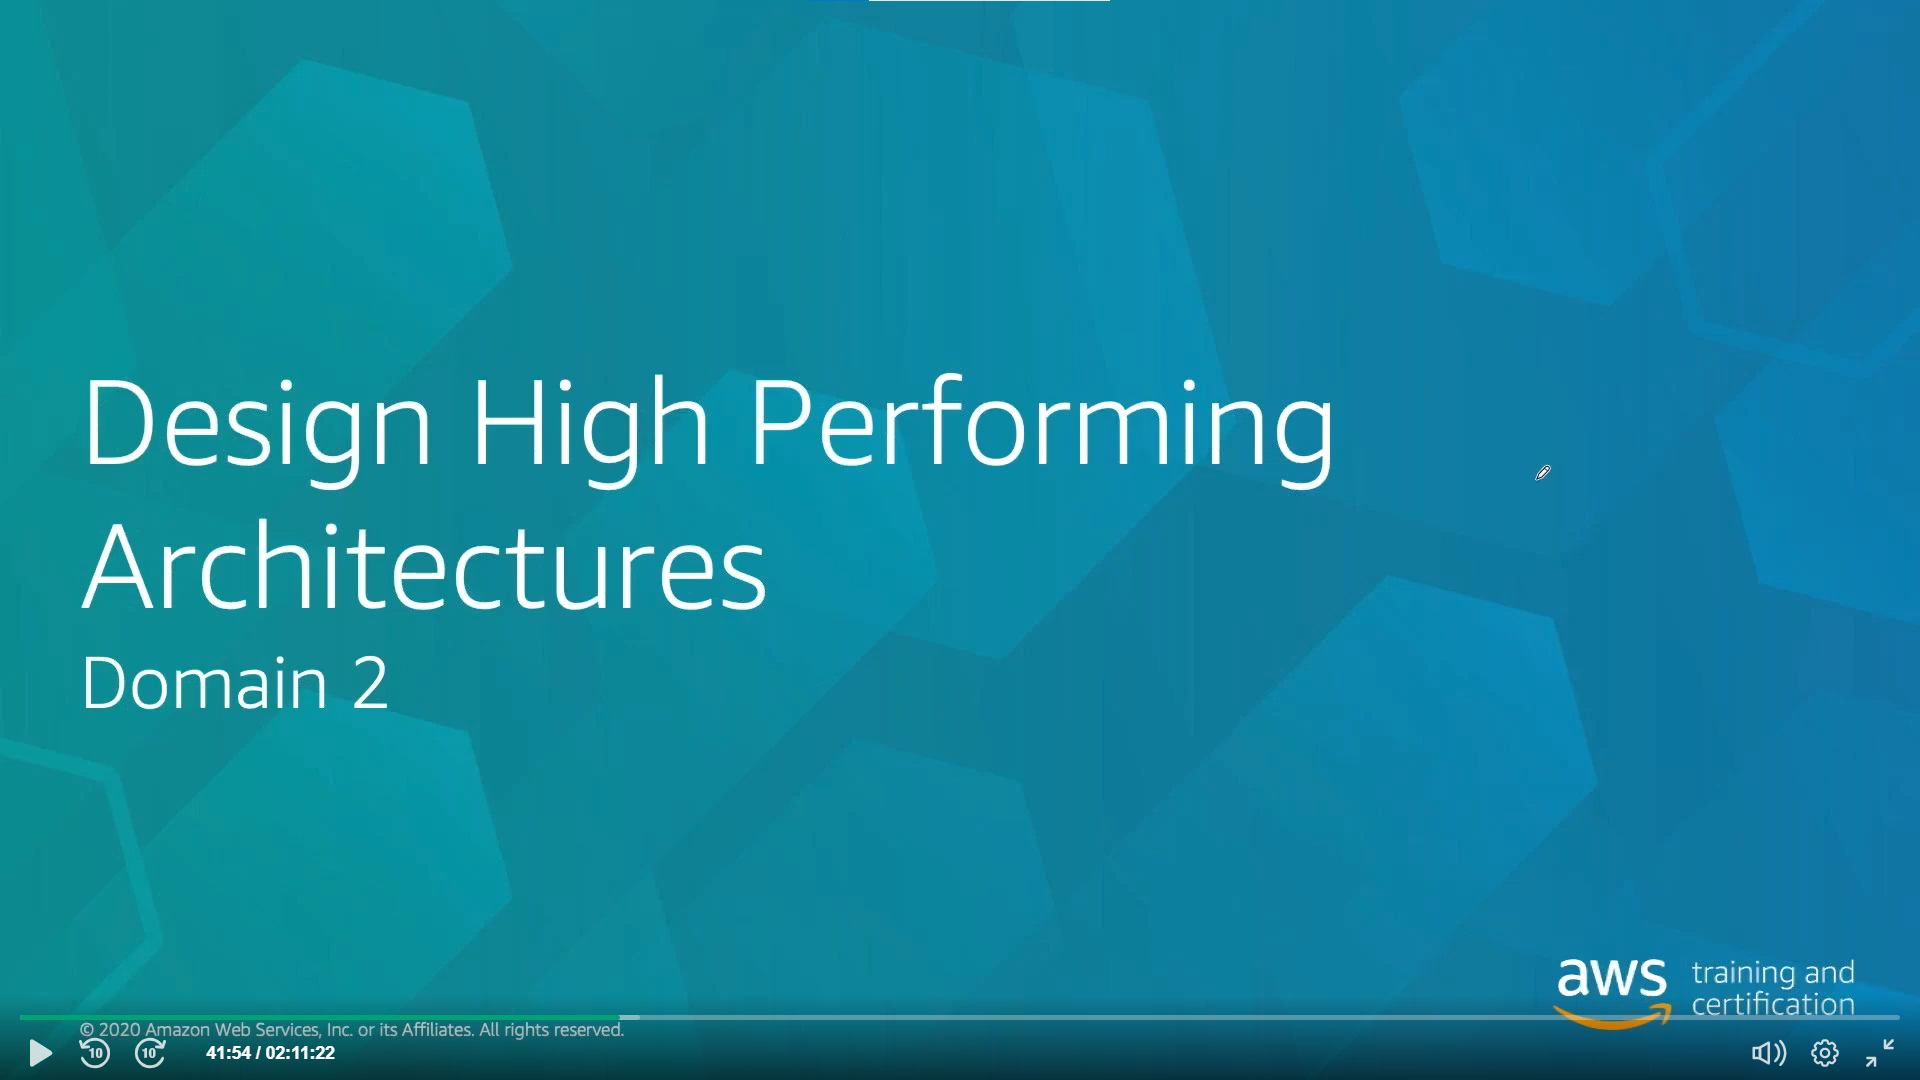 Design High Performing
Architectures
Domain 2
aws training and
certification
© 2020 Amazon Web Services, Inc. or its Affiliates. All rights reserved.
10 10 41:54 / 02:11:22